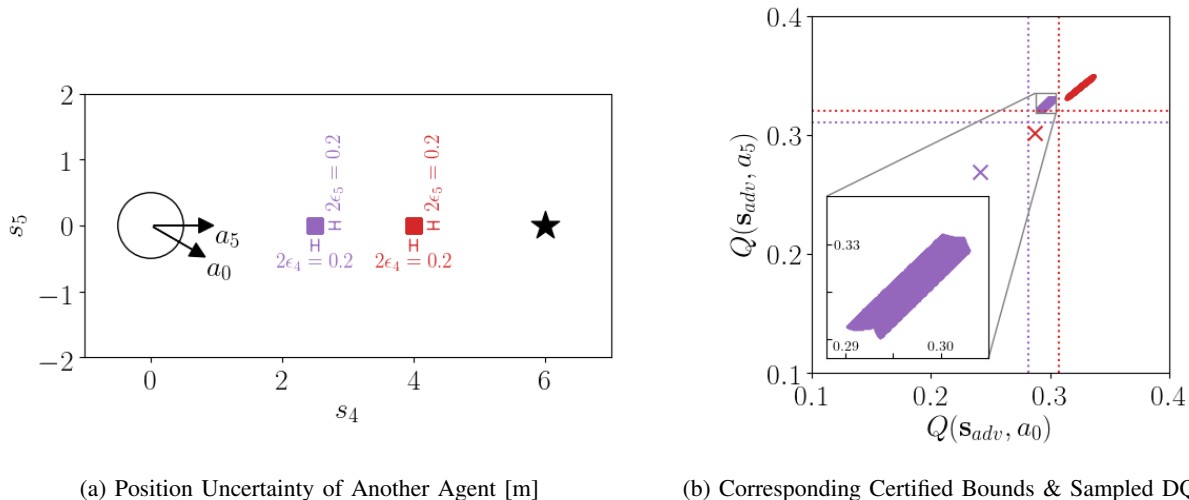 2
1
0
−1
−2
s₅
2ϵ₅ = 0.2
2ϵ₅ = 0.2
a₅
a₀
2ϵ₄ = 0.2
2ϵ₄ = 0.2
0
2
4
6
s₄
(a) Position Uncertainty of Another Agent [m]
0.4
0.3
0.2
0.1
Q(s_adv, a₅)
0.33
0.29
0.30
0.1
0.2
0.3
0.4
Q(s_adv, a₀)
(b) Corresponding Certified Bounds & Sampled DQ